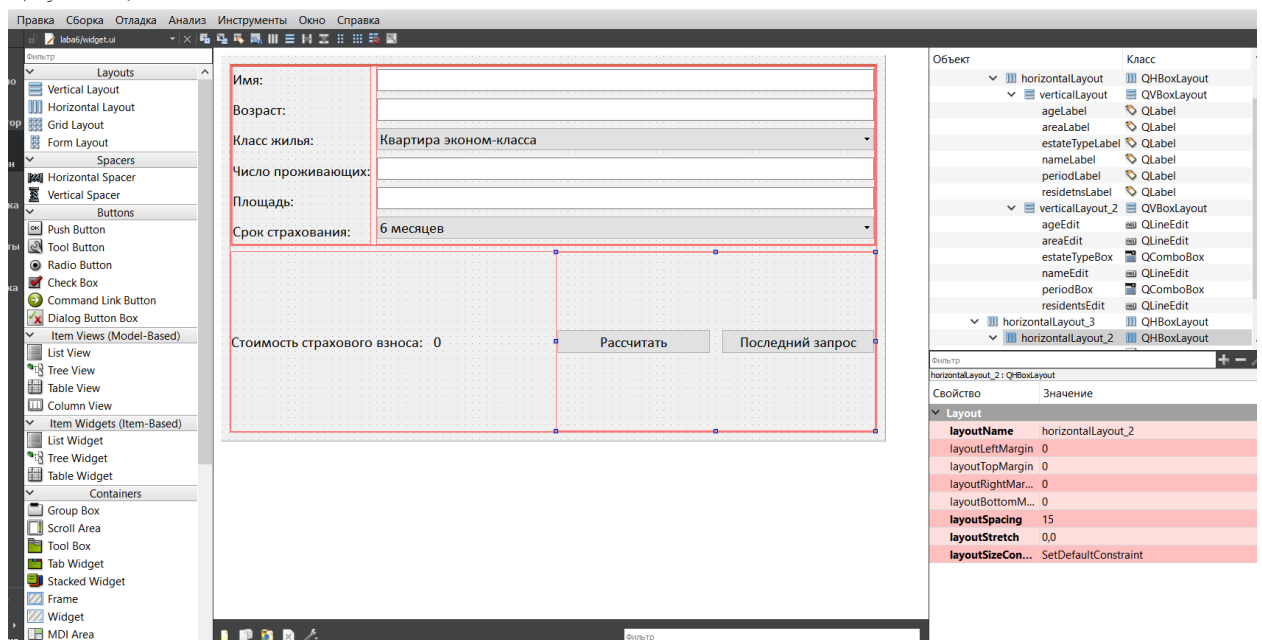 Правка Сборка Отладка Анализ Инструменты Окно Справка
laba6/widget.ui
Фильтр
Layouts
Vertical Layout
Horizontal Layout
Grid Layout
Form Layout
Spacers
Horizontal Spacer
Vertical Spacer
Buttons
Push Button
Tool Button
Radio Button
Check Box
Command Link Button
Dialog Button Box
Item Views (Model-Based)
List View
Tree View
Table View
Column View
Item Widgets (Item-Based)
List Widget
Tree Widget
Table Widget
Containers
Group Box
Scroll Area
Tool Box
Tab Widget
Stacked Widget
Frame
Widget
MDI Area
Имя:
Возраст:
Класс жилья: Квартира эконом-класса
Число проживающих:
Площадь:
Срок страхования: 6 месяцев
Стоимость страхового взноса: 0 Рассчитать Последний запрос
Объект Класс
horizontalLayout QHBoxLayout
verticalLayout QVBoxLayout
ageLabel QLabel
areaLabel QLabel
estateTypeLabel QLabel
nameLabel QLabel
periodLabel QLabel
residetnsLabel QLabel
verticalLayout_2 QVBoxLayout
ageEdit QLineEdit
areaEdit QLineEdit
estateTypeBox QComboBox
nameEdit QLineEdit
periodBox QComboBox
residentsEdit QLineEdit
horizontalLayout_3 QHBoxLayout
horizontalLayout_2 QHBoxLayout
Фильтр
horizontalLayout_2 : QHBoxLayout
Свойство Значение
Layout
layoutName horizontalLayout_2
layoutLeftMargin 0
layoutTopMargin 0
layoutRightMar... 0
layoutBottomM... 0
layoutSpacing 15
layoutStretch 0,0
layoutSizeCon... SetDefaultConstraint
Фильтр